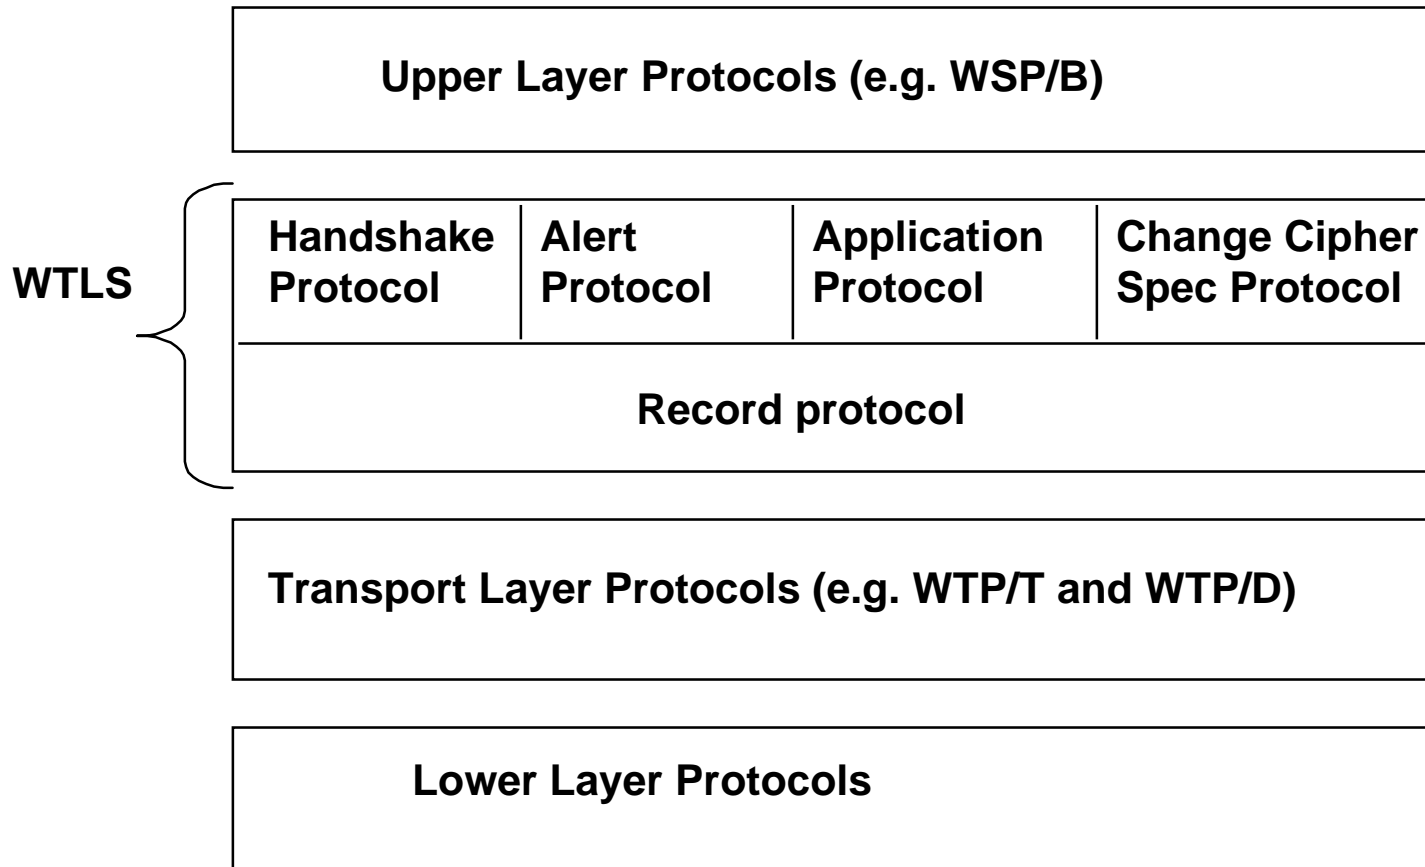 Upper Layer Protocols (e.g. WSP/B)
WTLS
Handshake
Protocol
Alert
Protocol
Application
Protocol
Change Cipher
Spec Protocol
Record protocol
Transport Layer Protocols (e.g. WTP/T and WTP/D)
Lower Layer Protocols